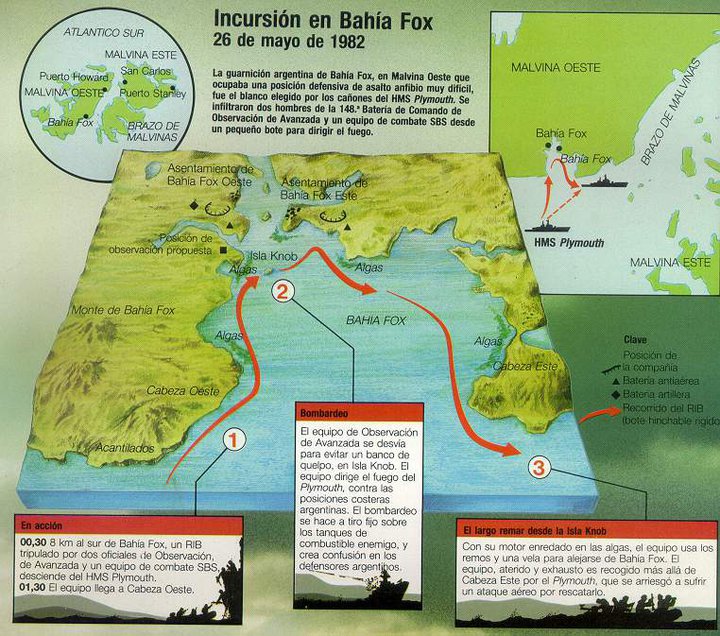 Incursión en Bahía Fox
26 de mayo de 1982
La guarnición argentina de Bahía Fox, en Malvina Oeste que
ocupaba una posición defensiva de asalto anfibio muy difícil,
fue el blanco elegido por los cañones del HMS Plymouth. Se
infiltraron dos hombres de la 148.ª Batería de Comando de
Observación de Avanzada y un equipo de combate SBS desde
un pequeño bote para dirigir el fuego.
ATLANTICO SUR
MALVINA ESTE
Puerto Howard
San Carlos
MALVINA OESTE
Puerto Stanley
Bahía Fox
BRAZO DE
MALVINAS
MALVINA OESTE
BRAZO DE MALVINAS
Bahía Fox
Bahía Fox
HMS Plymouth
MALVINA ESTE
Asentamiento de
Bahía Fox Oeste
Asentamiento de
Bahía Fox Este
Posición de
observación propuesta
Isla Knob
Algas
Algas
2
Monte de Bahía Fox
BAHIA FOX
Algas
Algas
Cabeza Este
Cabeza Oeste
Acantilados
1
3
Clave
Posición de
la compañía
Batería antiaérea
Batería artillera
Recorrido del RIB
(bote hinchable rígido
Bombardeo
El equipo de Observación
de Avanzada se desvía
para evitar un banco de
quelpo, en Isla Knob. El
equipo dirige el fuego del
Plymouth, contra las
posiciones costeras
argentinas. El bombardeo
se hace a tiro fijo sobre
los tanques de
combustible enemigo, y
crea confusión en los
defensores argentinos.
En acción
00,30 8 km al sur de Bahía Fox, un RIB
tripulado por dos oficiales de Observación,
de Avanzada y un equipo de combate SBS,
desciende del HMS Plymouth.
01,30 El equipo llega a Cabeza Oeste.
El largo remar desde la Isla Knob
Con su motor enredado en las algas, el equipo usa los
remos y una vela para alejarse de Bahía Fox. El
equipo, aterido y exhausto es recogido más allá de
Cabeza Este por el Plymouth, que se arriesgó a sufrir
un ataque aéreo por rescatarlo.